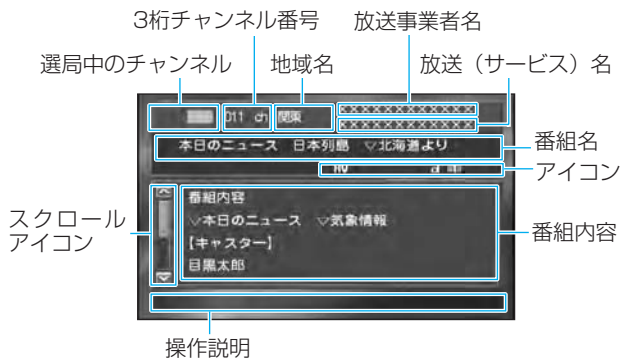 3桁チャンネル番号 放送事業者名
選局中のチャンネル 地域名 放送（サービス）名
011 ch 関東 ××××××××××××××
××××××××××××××
本日のニュース 日本列島 ▽北海道より
番組名
アイコン
番組内容
▽本日のニュース ▽気象情報
【キャスター】
目黒太郎
スクロール
アイコン
番組内容
操作説明